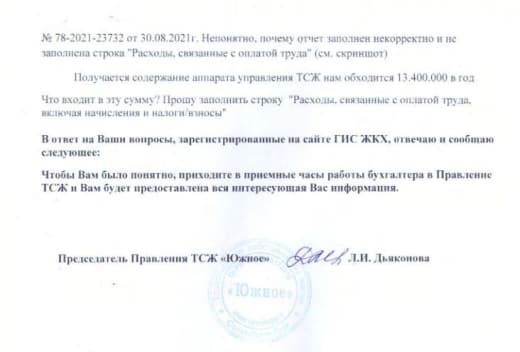 № 78-2021-23732 от 30.08.2021г. Непонятно, почему отчет заполнен некорректно и не
заполнена строка "Расходы, связанные с оплатой труда" (см. скриншот)
Получается содержание аппарата управления ТСЖ нам обходится 13.400.000 в год
Что входит в эту сумму? Прошу заполнить строку "Расходы, связанные с оплатой труда,
включая начисления и налоги/взносы"
В ответ на Ваши вопросы, зарегистрированные на сайте ГИС ЖКХ, отвечаю и сообщаю
следующее:
Чтобы Вам было понятно, приходите в приемные часы работы бухгалтера в Правление
ТСЖ и Вам будет предоставлена вся интересующая Вас информация.
Председатель Правления ТСЖ «Южное» Л.И. Дьяконова
«Южное»